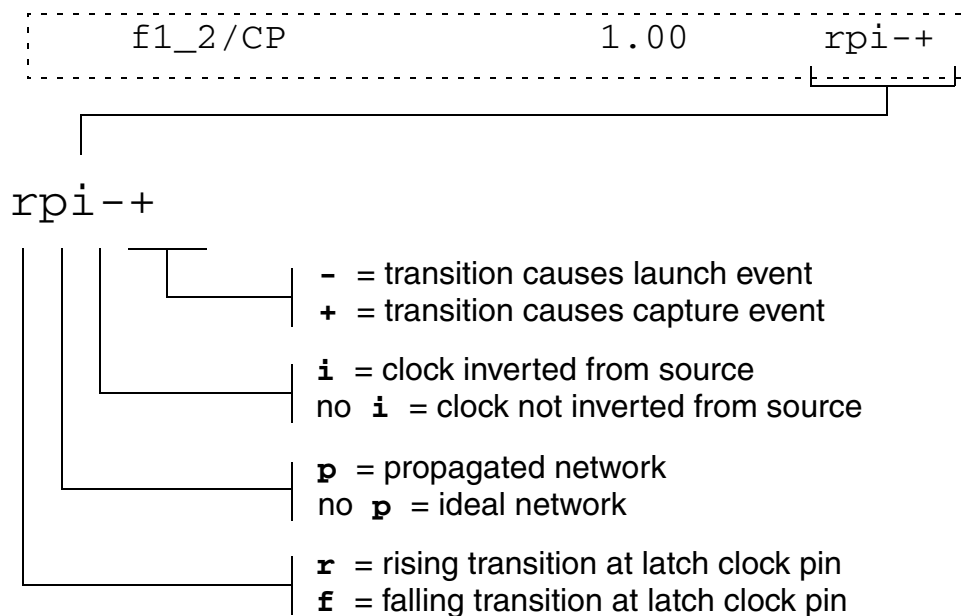 f1_2/CP 1.00 rpi-+
rpi-+
- = transition causes launch event
+ = transition causes capture event
i = clock inverted from source
no i = clock not inverted from source
p = propagated network
no p = ideal network
r = rising transition at latch clock pin
f = falling transition at latch clock pin